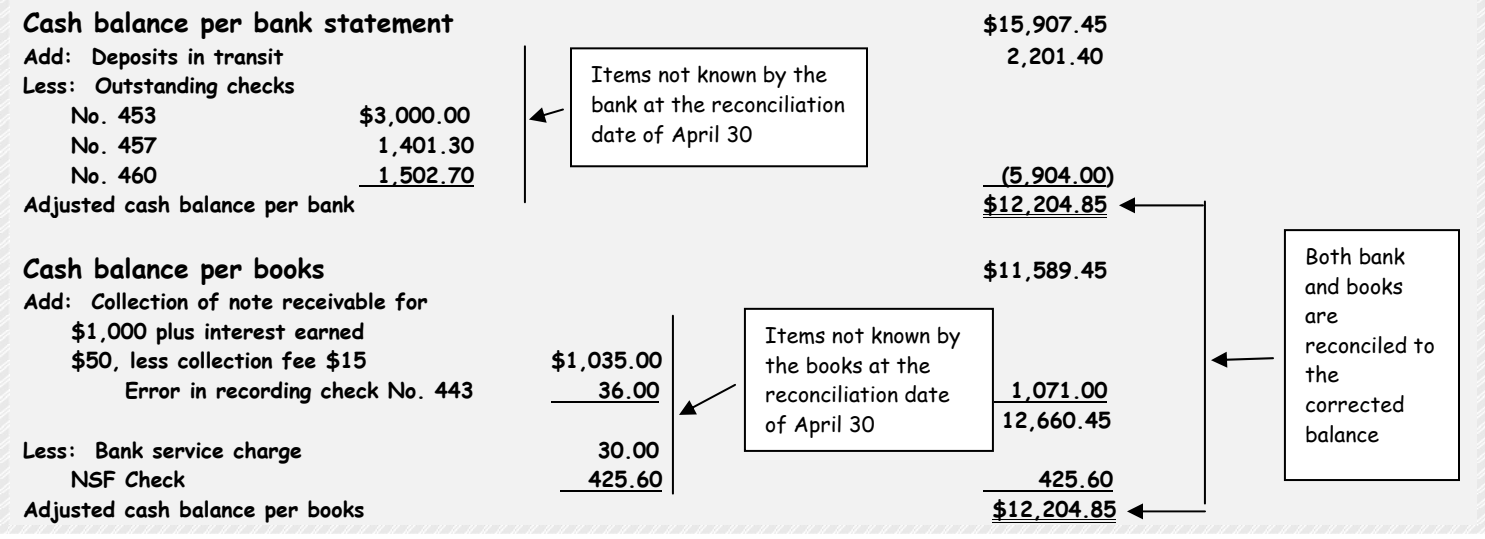 Cash balance per bank statement $15,907.45
Add: Deposits in transit 2,201.40
Less: Outstanding checks
No. 453 $3,000.00
No. 457 1,401.30
No. 460 1,502.70 (5,904.00)
Adjusted cash balance per bank $12,204.85
Items not known by the
bank at the reconciliation
date of April 30
Cash balance per books $11,589.45
Add: Collection of note receivable for
$1,000 plus interest earned
$50, less collection fee $15 $1,035.00
Error in recording check No. 443 36.00 1,071.00
12,660.45
Less: Bank service charge 30.00
NSF Check 425.60 425.60
Adjusted cash balance per books $12,204.85
Items not known by
the books at the
reconciliation date
of April 30
Both bank
and books
are
reconciled to
the
corrected
balance